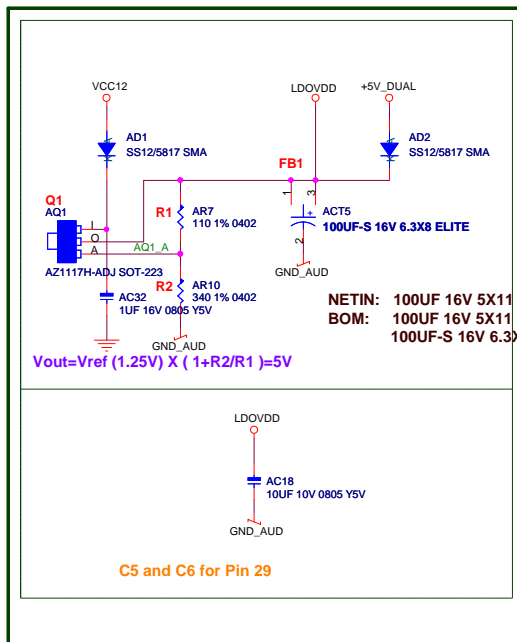 VCC12
LDOVDD
+5V_DUAL
AD1
SS12/5817 SMA
AD2
SS12/5817 SMA
FB1
Q1
AQ1
I
O
A
AQ1_A
AZ1117H-ADJ SOT-223
R1
AR7
110 1% 0402
1
3
2
ACT5
100UF-S 16V 6.3X8 ELITE
GND_AUD
R2
AR10
340 1% 0402
AC32
1UF 16V 0805 Y5V
GND_AUD
NETIN: 100UF 16V 5X11
BOM: 100UF 16V 5X11
100UF-S 16V 6.3X
Vout=Vref (1.25V) X ( 1+R2/R1 )=5V
LDOVDD
AC18
10UF 10V 0805 Y5V
GND_AUD
C5 and C6 for Pin 29